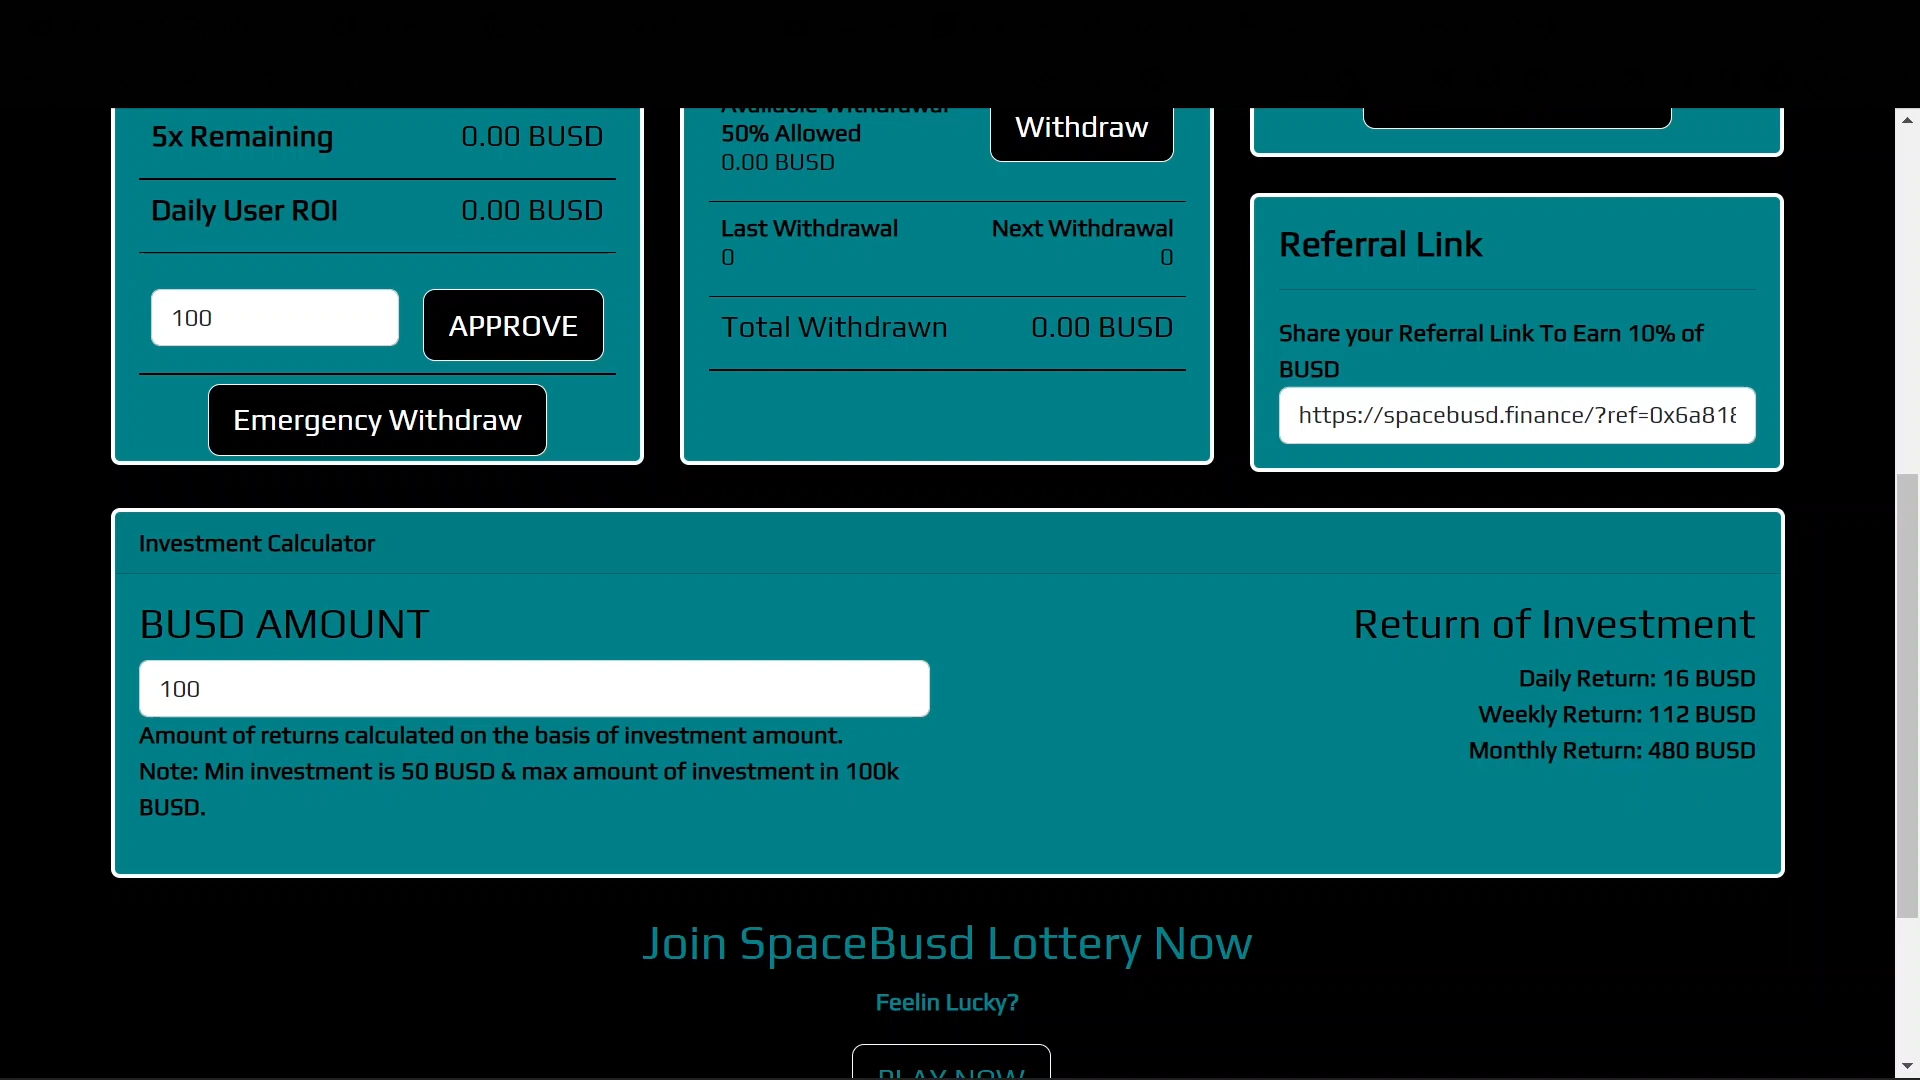 5x Remaining 0.00 BUSD
Daily User ROI 0.00 BUSD
100 APPROVE
Emergency Withdraw
Available Withdrawal
50% Allowed
0.00 BUSD
Withdraw
Last Withdrawal Next Withdrawal
0 0
Total Withdrawn 0.00 BUSD
Referral Link
Share your Referral Link To Earn 10% of
BUSD
https://spacebusd.finance/?ref=0x6a818
Investment Calculator
BUSD AMOUNT
100
Amount of returns calculated on the basis of investment amount.
Note: Min investment is 50 BUSD & max amount of investment in 100k
BUSD.
Return of Investment
Daily Return: 16 BUSD
Weekly Return: 112 BUSD
Monthly Return: 480 BUSD
Join SpaceBusd Lottery Now
Feelin Lucky?
PLAY NOW